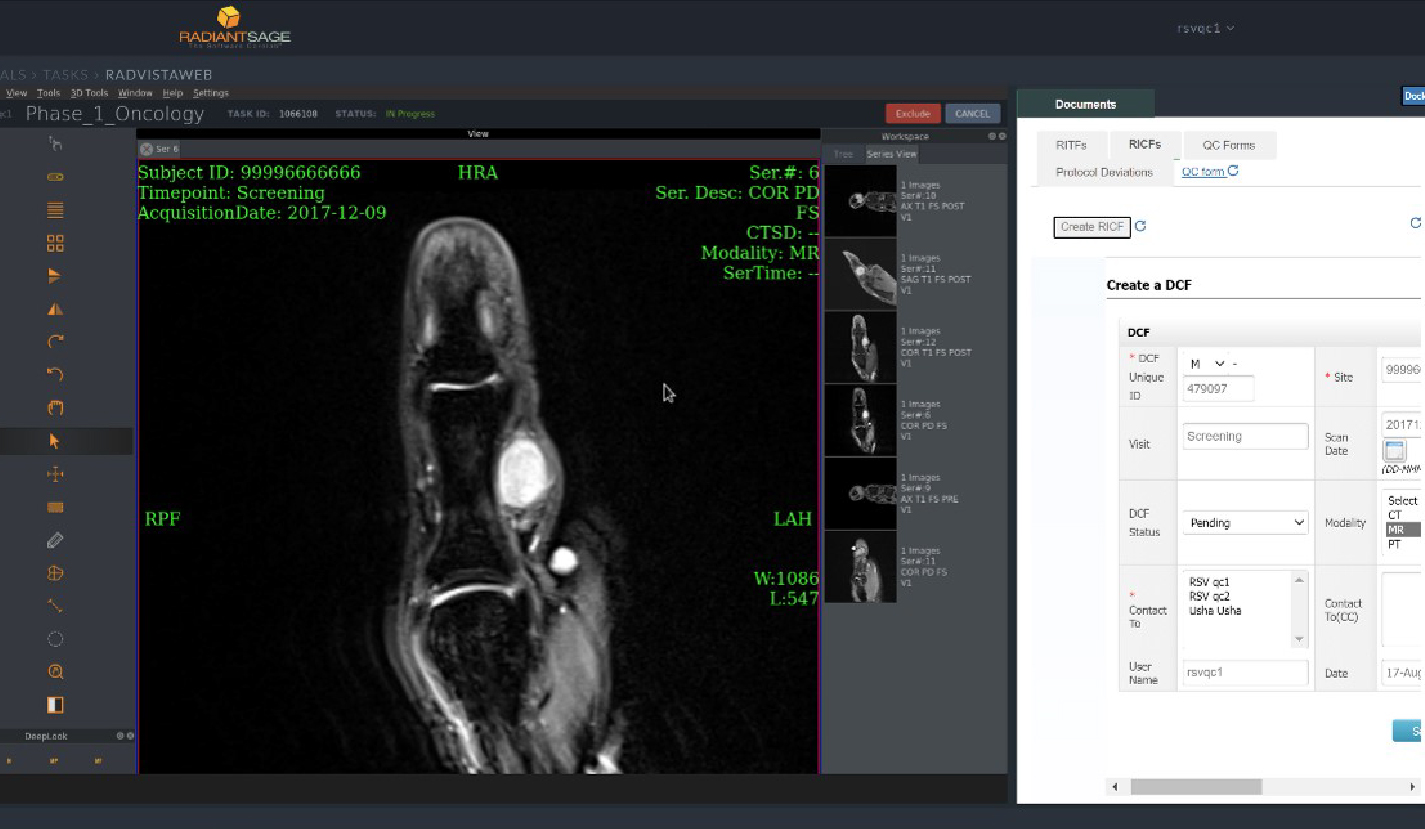 RADIANTSAGE
rsvqc1
ALS > TASKS > RADVISTAWEB
View Tools 3D Tools Window Help Settings
Phase_1_Oncology TASK ID: 1066108 STATUS: IN Progress Exclude CANCEL
View
Ser 6
Subject ID: 99996666666
Timepoint: Screening
AcquisitionDate: 2017-12-09
HRA
Ser.#: 6
Ser. Desc: COR PD
FS
CTSD: --
Modality: MR
SerTime: --
RPF
LAH
W:1086
L:547
DeepLook
Workspace
Tree Series View
1 Images
Ser#:10
AX T1 FS POST
V1
1 Images
Ser#:11
SAG T1 FS POST
V1
1 Images
Ser#:12
COR T1 FS POST
V1
1 Images
Ser#:6
COR PD FS
V1
1 Images
Ser#:9
AX T1 FS PRE
V1
1 Images
Ser#:11
COR PD FS
V1
Documents
RITFs RICFs QC Forms
Protocol Deviations QC form
Create RICF
Create a DCF
DCF
* DCF Unique ID M - 479097
* Site 99996
Visit Screening
Scan Date 20171
DCF Status Pending
Modality Select CT MR PT
* Contact To RSV qc1 RSV qc2 Usha Usha
Contact To(CC)
User Name rsvqc1
Date 17-Aug